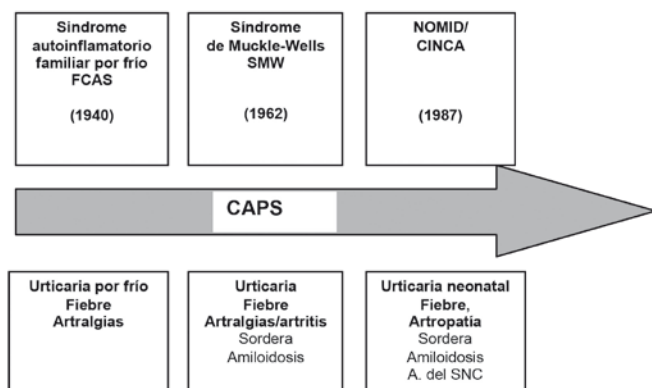 Síndrome
autoinflamatorio
familiar por frío
FCAS
(1940)
Síndrome
de Muckle-Wells
SMW
(1962)
NOMID/
CINCA
(1987)
CAPS
Urticaria por frío
Fiebre
Artralgias
Urticaria
Fiebre
Artralgias/artritis
Sordera
Amiloidosis
Urticaria neonatal
Fiebre,
Artropatía
Sordera
Amiloidosis
A. del SNC